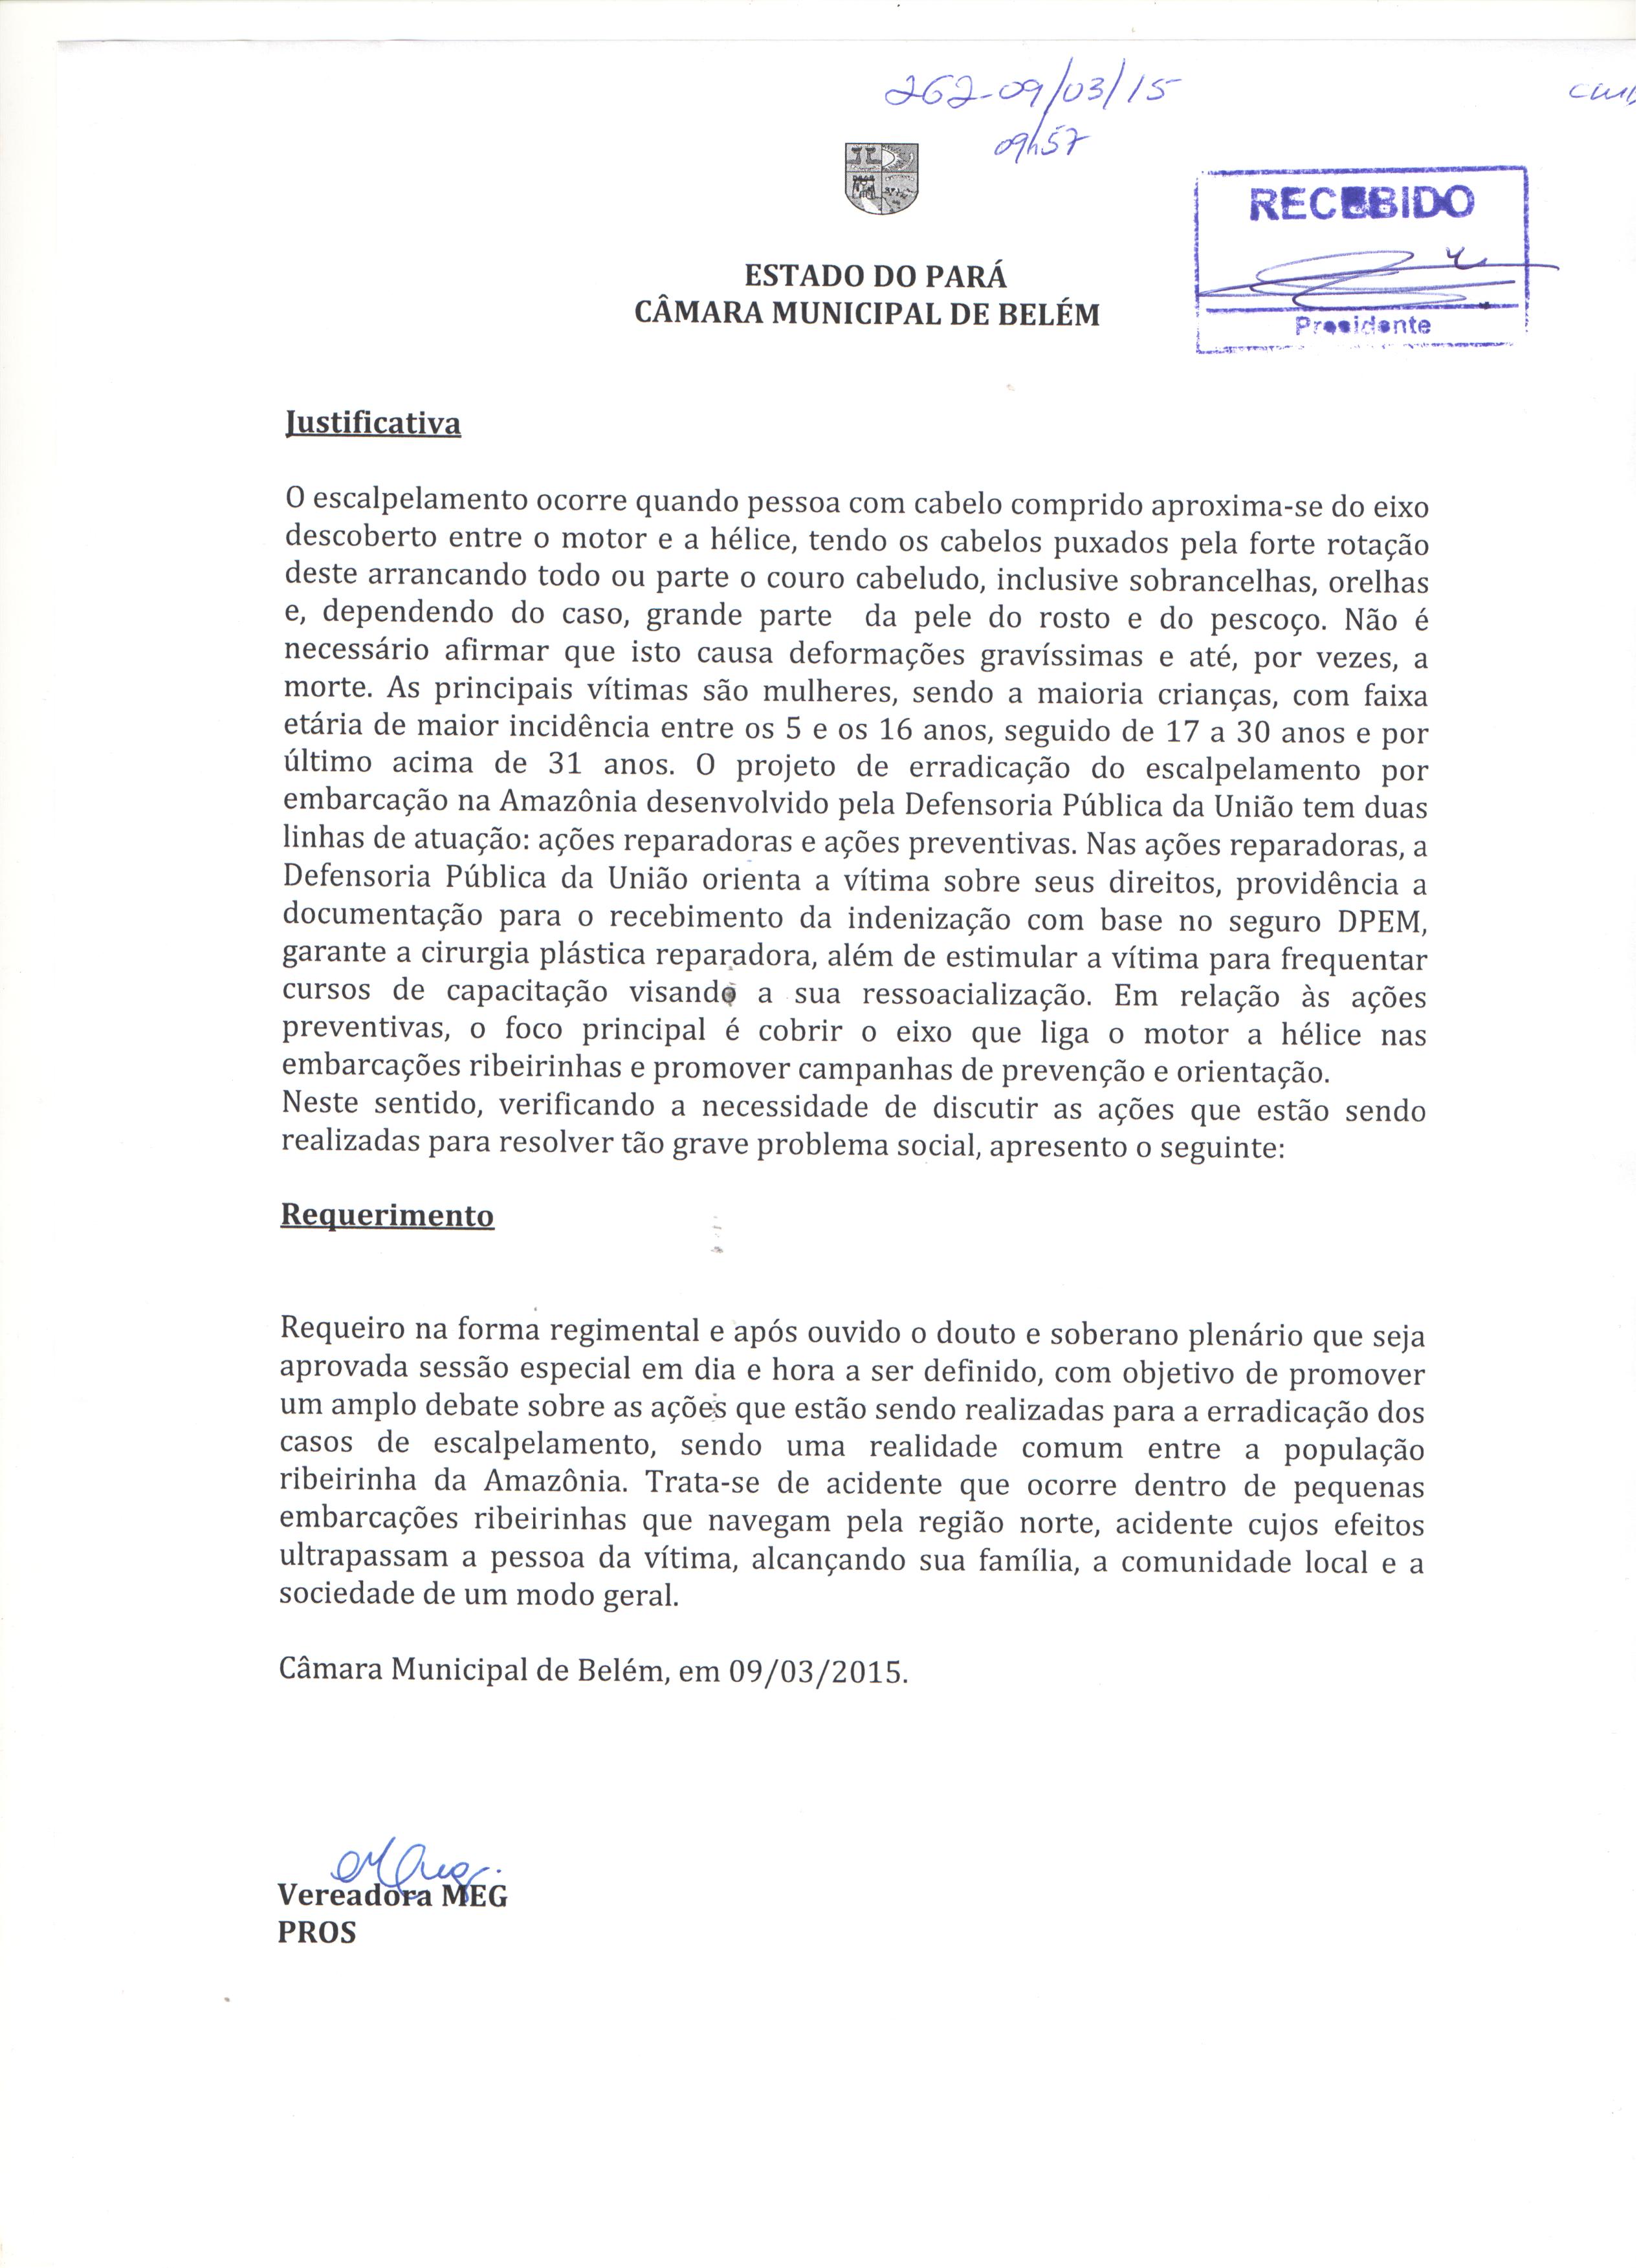 262-09/03/15
09h57
RECEBIDO
Presidente
ESTADO DO PARÁ
CÂMARA MUNICIPAL DE BELÉM
Justificativa
O escalpelamento ocorre quando pessoa com cabelo comprido aproxima-se do eixo
descoberto entre o motor e a hélice, tendo os cabelos puxados pela forte rotação
deste arrancando todo ou parte o couro cabeludo, inclusive sobrancelhas, orelhas
e, dependendo do caso, grande parte da pele do rosto e do pescoço. Não é
necessário afirmar que isto causa deformações gravíssimas e até, por vezes, a
morte. As principais vítimas são mulheres, sendo a maioria crianças, com faixa
etária de maior incidência entre os 5 e os 16 anos, seguido de 17 a 30 anos e por
último acima de 31 anos. O projeto de erradicação do escalpelamento por
embarcação na Amazônia desenvolvido pela Defensoria Pública da União tem duas
linhas de atuação: ações reparadoras e ações preventivas. Nas ações reparadoras, a
Defensoria Pública da União orienta a vítima sobre seus direitos, providência a
documentação para o recebimento da indenização com base no seguro DPEM,
garante a cirurgia plástica reparadora, além de estimular a vítima para frequentar
cursos de capacitação visando a sua ressoacialização. Em relação às ações
preventivas, o foco principal é cobrir o eixo que liga o motor a hélice nas
embarcações ribeirinhas e promover campanhas de prevenção e orientação.
Neste sentido, verificando a necessidade de discutir as ações que estão sendo
realizadas para resolver tão grave problema social, apresento o seguinte:
Requerimento
Requeiro na forma regimental e após ouvido o douto e soberano plenário que seja
aprovada sessão especial em dia e hora a ser definido, com objetivo de promover
um amplo debate sobre as ações que estão sendo realizadas para a erradicação dos
casos de escalpelamento, sendo uma realidade comum entre a população
ribeirinha da Amazônia. Trata-se de acidente que ocorre dentro de pequenas
embarcações ribeirinhas que navegam pela região norte, acidente cujos efeitos
ultrapassam a pessoa da vítima, alcançando sua família, a comunidade local e a
sociedade de um modo geral.
Câmara Municipal de Belém, em 09/03/2015.
Vereadora MEG
PROS